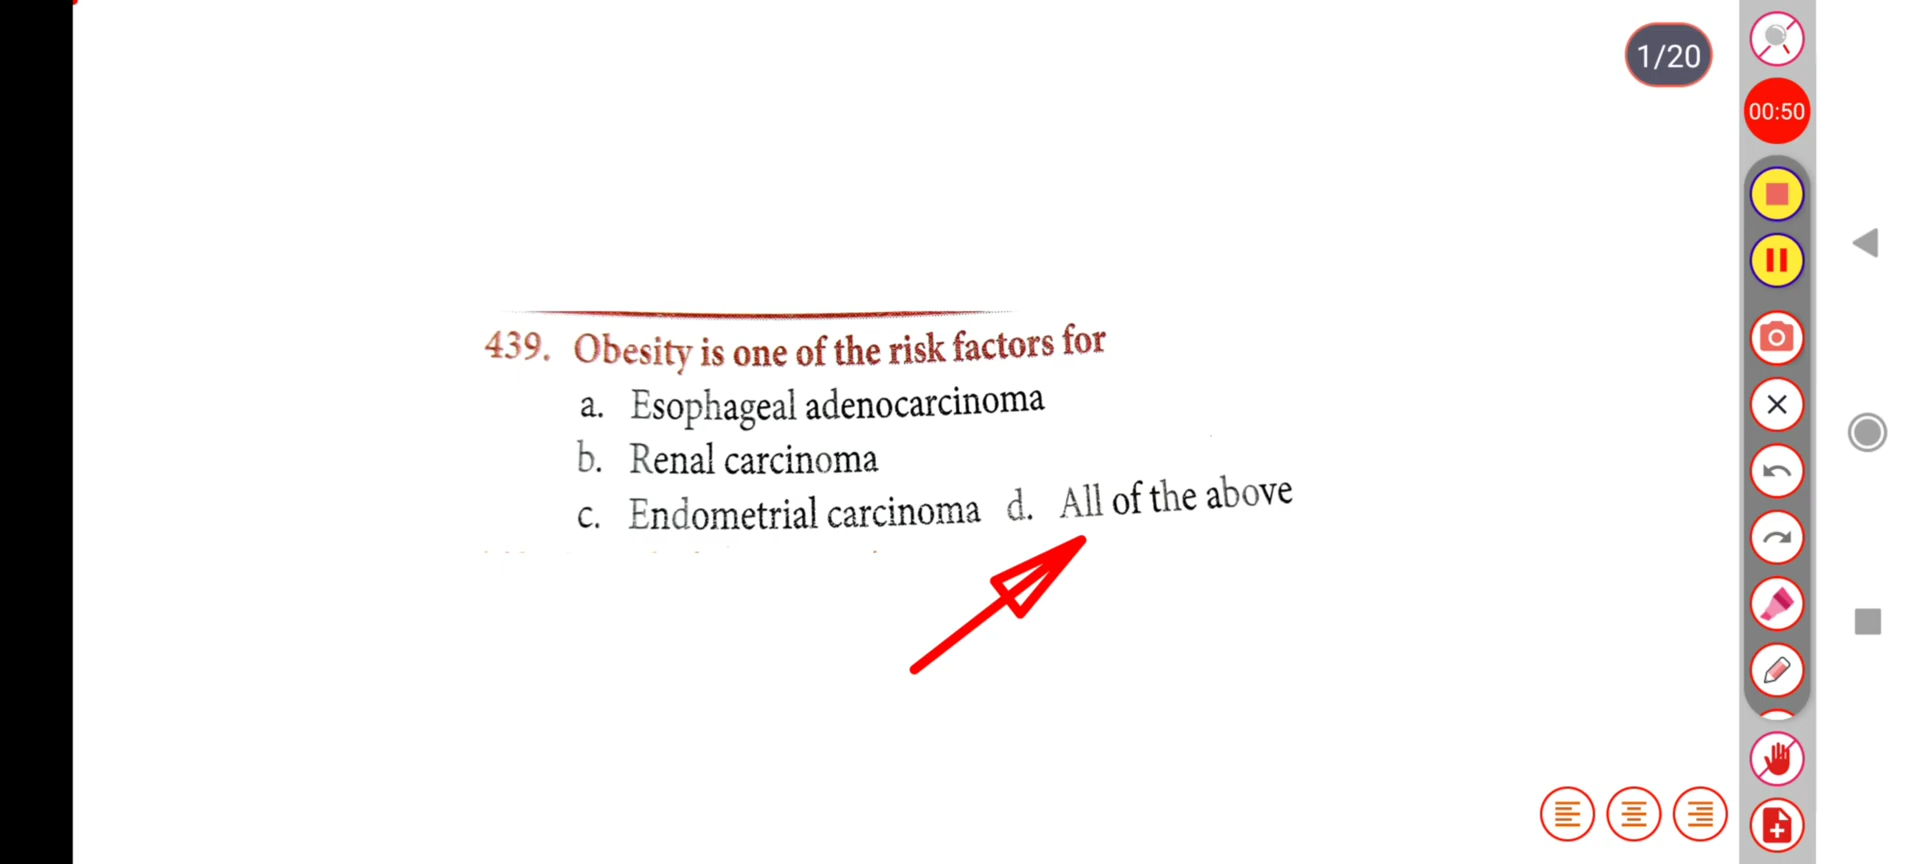 1/20
00:50
439. Obesity is one of the risk factors for
a. Esophageal adenocarcinoma
b. Renal carcinoma
c. Endometrial carcinoma d. All of the above